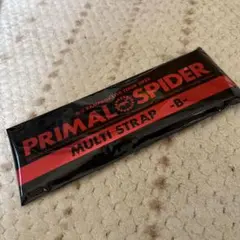 PRIMAL SPIDER
MULTI STRAP -B-